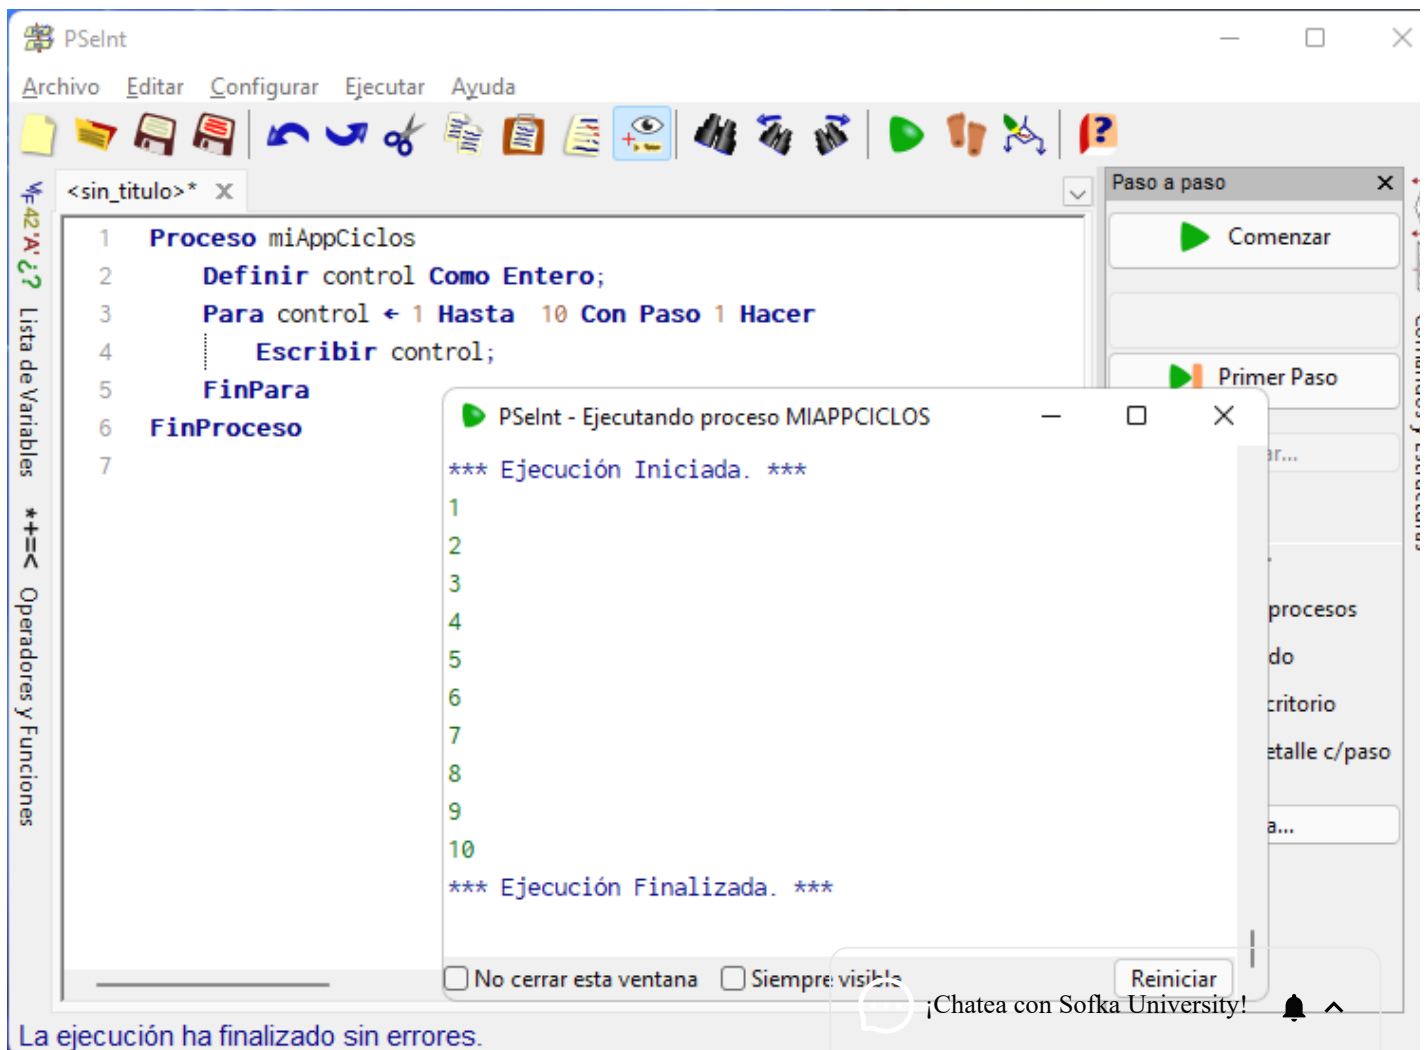 PSeInt
Archivo Editar Configurar Ejecutar Ayuda
<sin_titulo>* X
Paso a paso
Comenzar
Primer Paso
ar...
procesos
do
critorio
etalle c/paso
a...
42 'A' ¿?
Lista de Variables
*+=<
Operadores y Funciones
1 Proceso miAppCiclos
2 Definir control Como Entero;
3 Para control ← 1 Hasta 10 Con Paso 1 Hacer
4 Escribir control;
5 FinPara
6 FinProceso
7
PSeInt - Ejecutando proceso MIAPPCICLOS
*** Ejecución Iniciada. ***
1
2
3
4
5
6
7
8
9
10
*** Ejecución Finalizada. ***
No cerrar esta ventana Siempre visible Reiniciar
¡Chatea con Sofka University!
La ejecución ha finalizado sin errores.